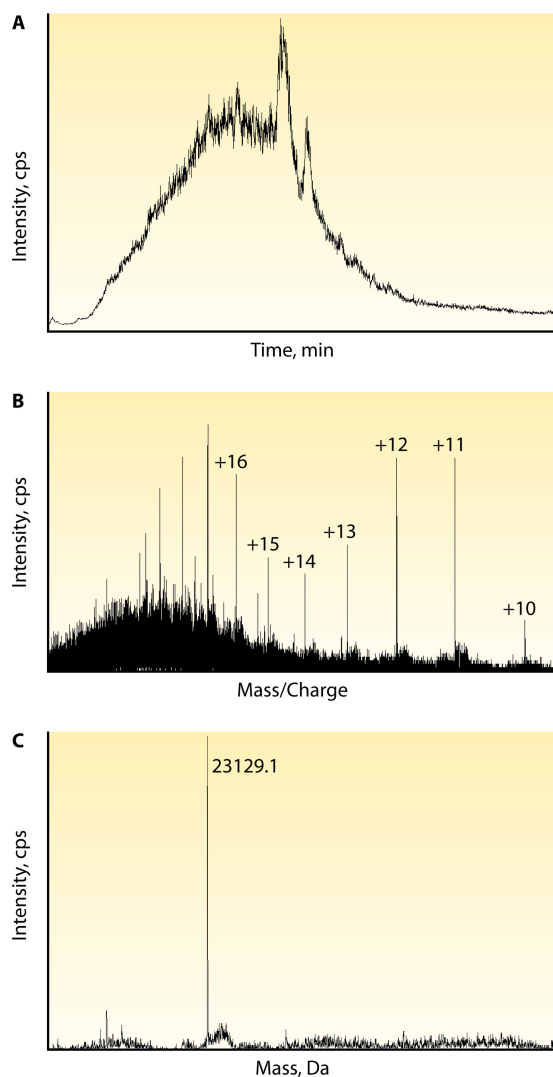 A
Intensity, cps
Time, min
B
Intensity, cps
+16
+15
+14
+13
+12
+11
+10
Mass/Charge
C
Intensity, cps
23129.1
Mass, Da